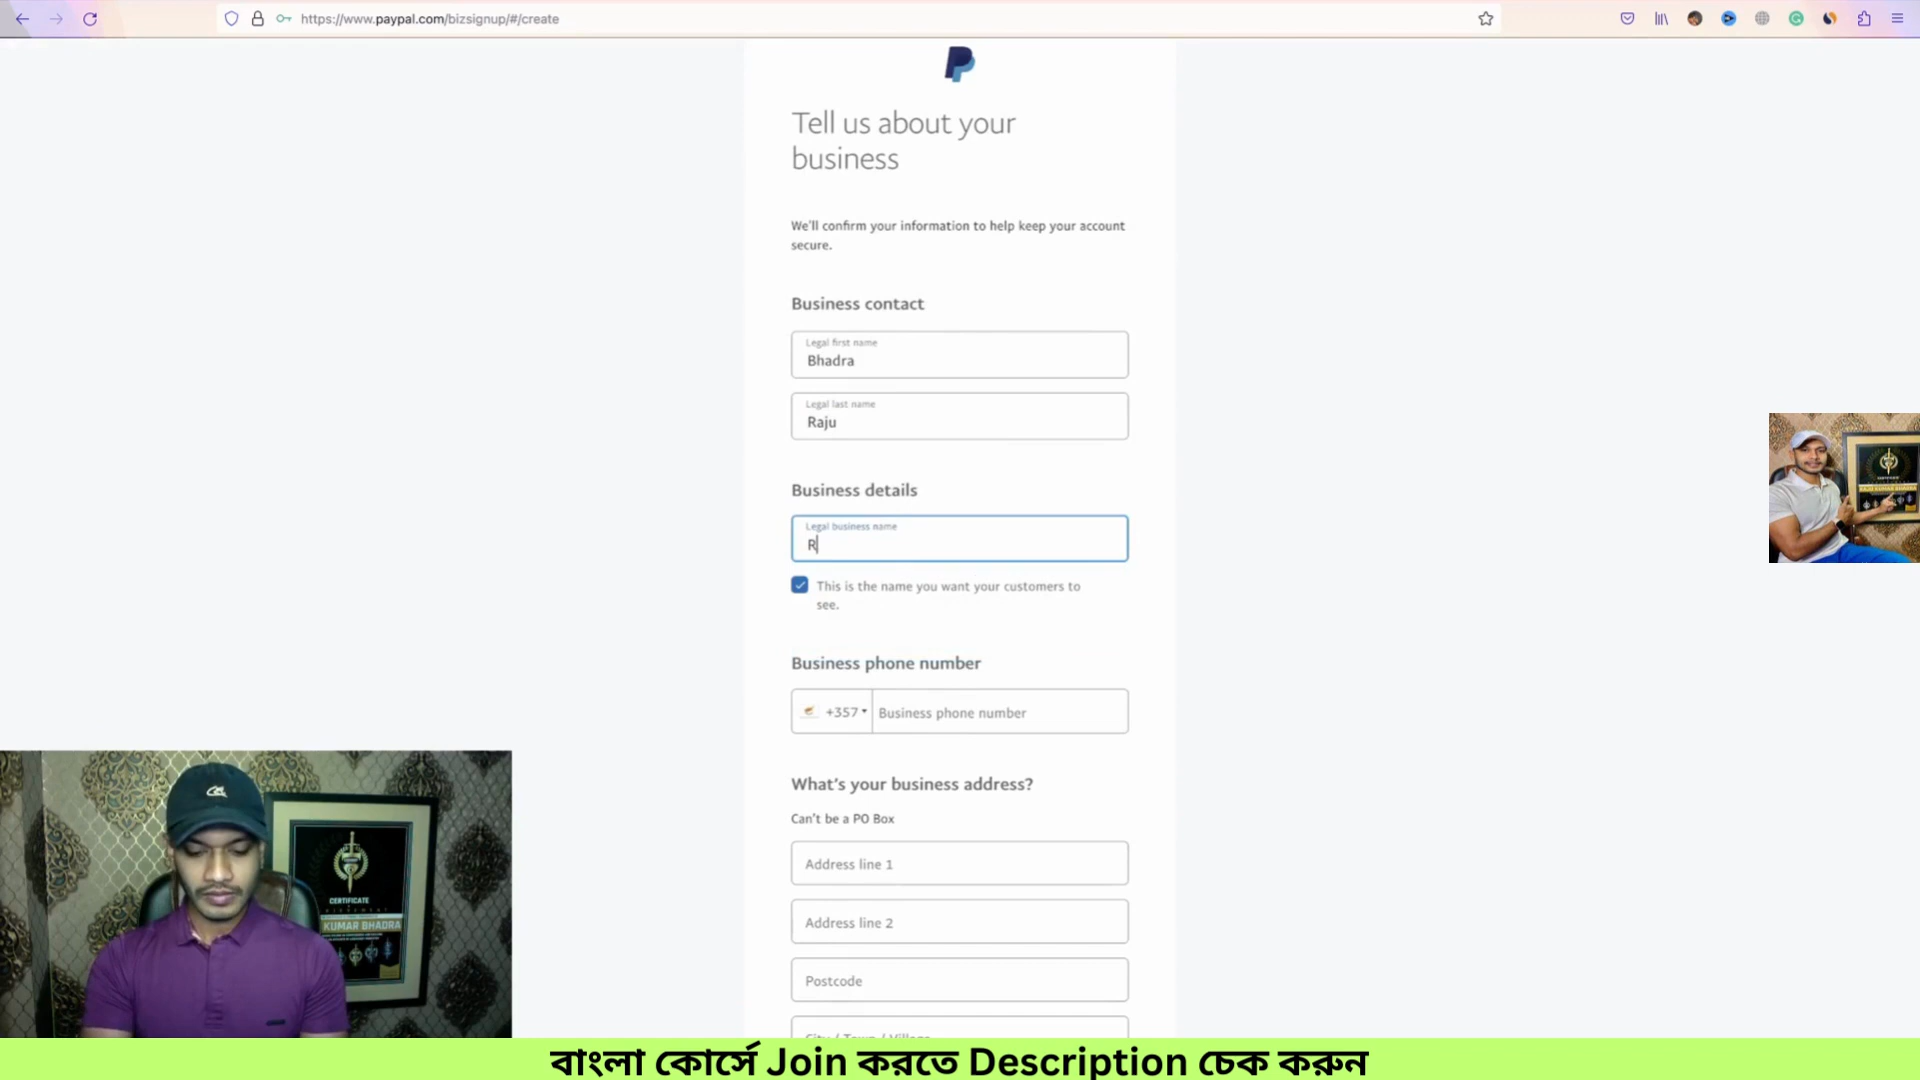 https://www.paypal.com/bizsignup/#/create
Tell us about your
business
We'll confirm your information to help keep your account
secure.
Business contact
Legal first name
Bhadra
Legal last name
Raju
Business details
Legal business name
R
This is the name you want your customers to
see.
Business phone number
+357
Business phone number
What's your business address?
Can't be a PO Box
Address line 1
Address line 2
Postcode
City / Town / Village
CERTIFICATE
KUMAR BHADRA
বাংলা কোর্সে Join করতে Description চেক করুন